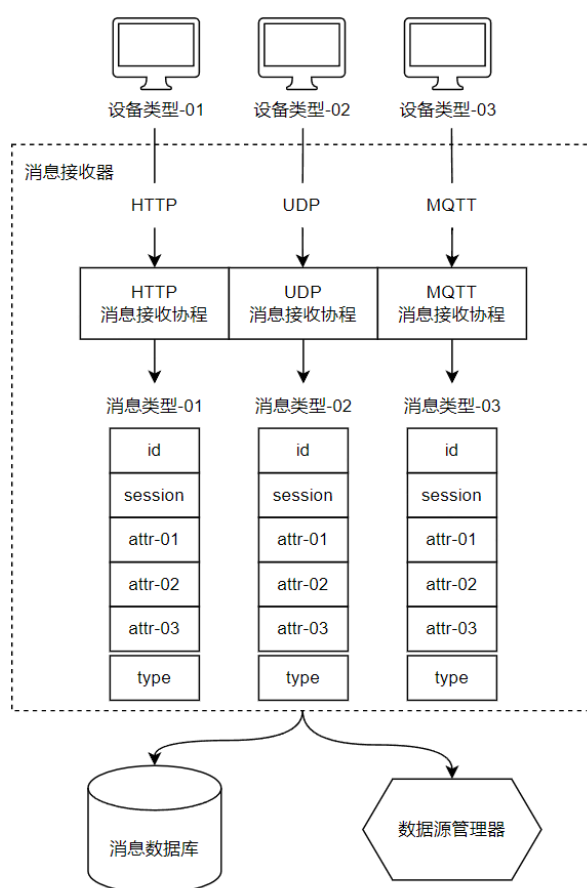 设备类型-01 设备类型-02 设备类型-03
消息接收器
HTTP UDP MQTT
HTTP UDP MQTT
消息接收协程 消息接收协程 消息接收协程
消息类型-01 消息类型-02 消息类型-03
id id id
session session session
attr-01 attr-01 attr-01
attr-02 attr-02 attr-02
attr-03 attr-03 attr-03
type type type
消息数据库 数据源管理器